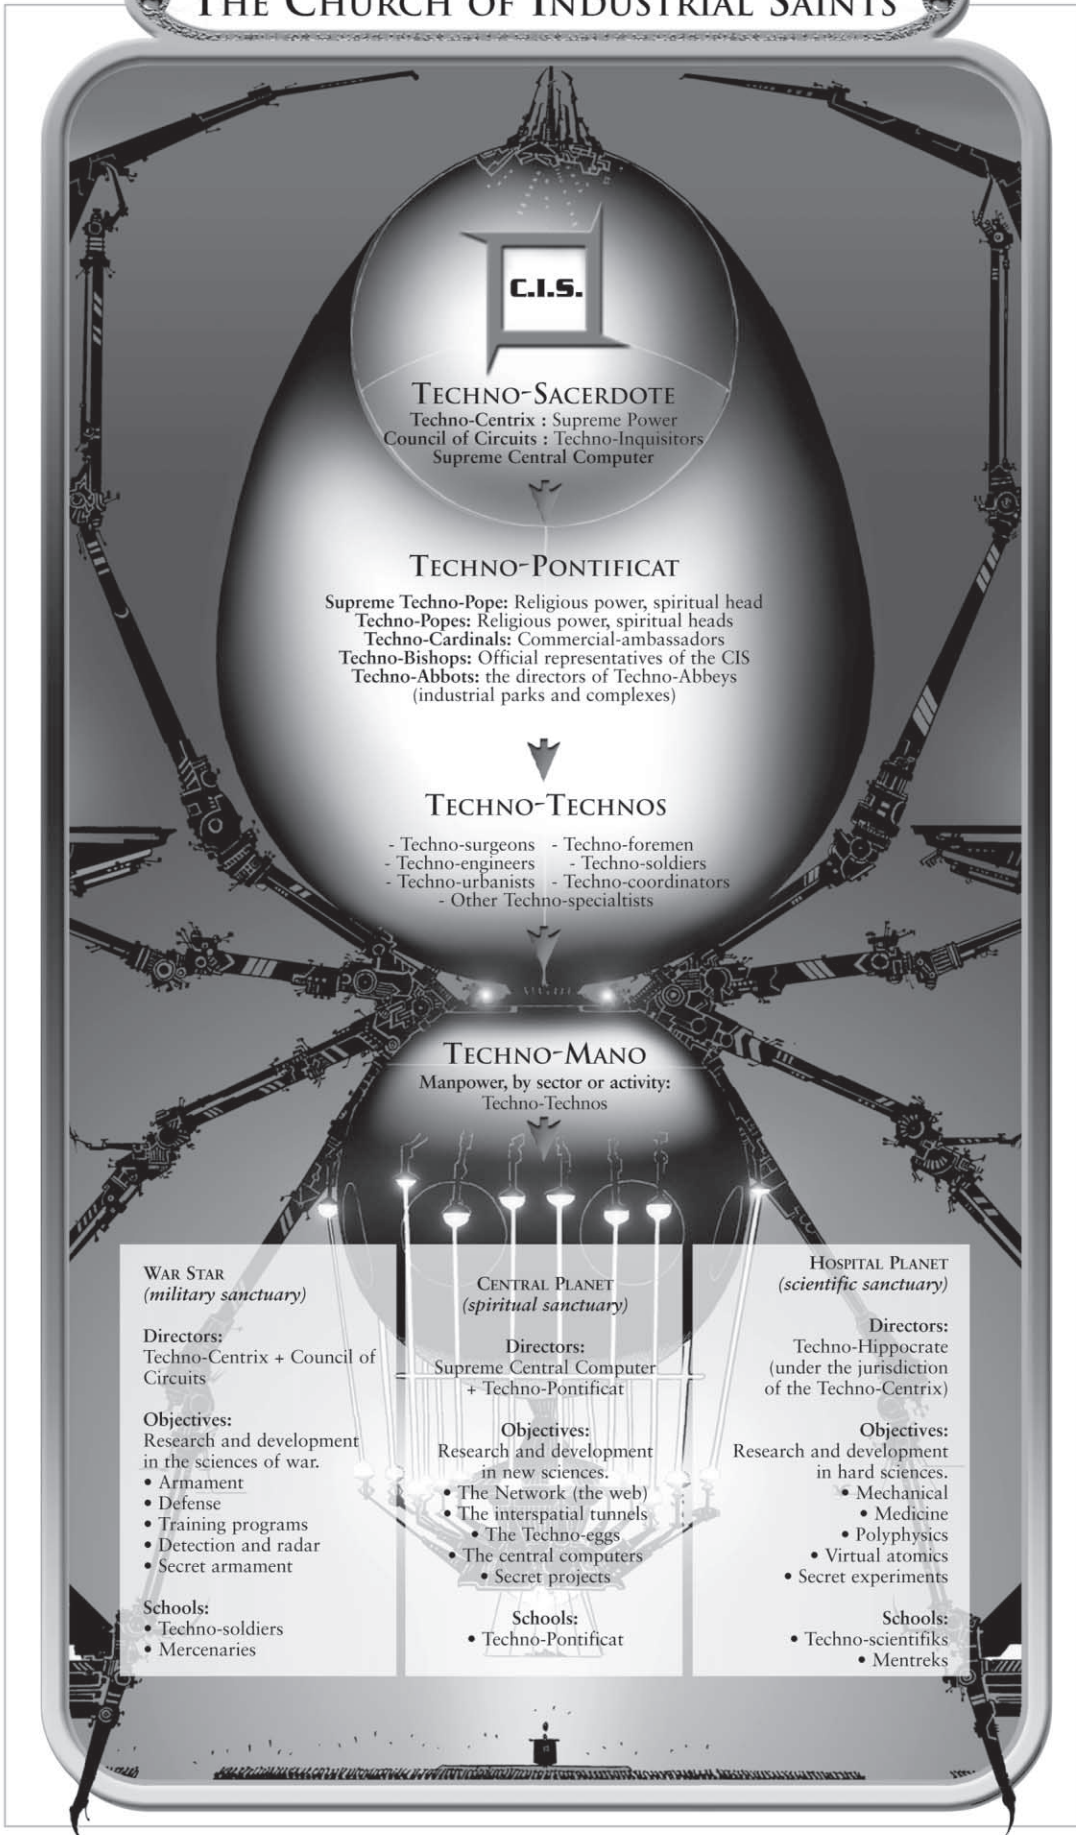 THE CHURCH OF INDUSTRIAL SAINTS
C.I.S.
TECHNO-SACERDOTE
Techno-Centrix : Supreme Power
Council of Circuits : Techno-Inquisitors
Supreme Central Computer
TECHNO-PONTIFICAT
Supreme Techno-Pope: Religious power, spiritual head
Techno-Popes: Religious power, spiritual heads
Techno-Cardinals: Commercial-ambassadors
Techno-Bishops: Official representatives of the CIS
Techno-Abbots: the directors of Techno-Abbeys
(industrial parks and complexes)
TECHNO-TECHNOS
- Techno-surgeons - Techno-foremen
- Techno-engineers - Techno-soldiers
- Techno-urbanists - Techno-coordinators
- Other Techno-specialtists
TECHNO-MANO
Manpower, by sector or activity:
Techno-Technos
WAR STAR
(military sanctuary)
Directors:
Techno-Centrix + Council of
Circuits
Objectives:
Research and development
in the sciences of war.
• Armament
• Defense
• Training programs
• Detection and radar
• Secret armament
Schools:
• Techno-soldiers
• Mercenaries
CENTRAL PLANET
(spiritual sanctuary)
Directors:
Supreme Central Computer
+ Techno-Pontificat
Objectives:
Research and development
in new sciences.
• The Network (the web)
• The interspatial tunnels
• The Techno-eggs
• The central computers
• Secret projects
Schools:
• Techno-Pontificat
HOSPITAL PLANET
(scientific sanctuary)
Directors:
Techno-Hippocrate
(under the jurisdiction
of the Techno-Centrix)
Objectives:
Research and development
in hard sciences.
• Mechanical
• Medicine
• Polyphysics
• Virtual atomics
• Secret experiments
Schools:
• Techno-scientifiks
• Mentreks